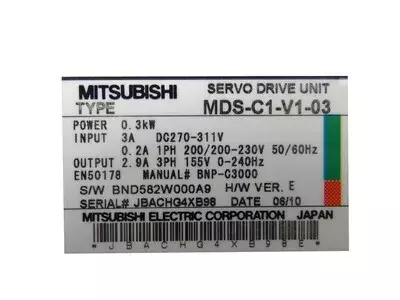 MITSUBISHI SERVO DRIVE UNIT
TYPE MDS-C1-V1-03
POWER 0.3kW
INPUT 3A DC270-311V
0.2A 1PH 200/200-230V 50/60Hz
OUTPUT 2.9A 3PH 155V 0-240Hz
EN50178 MANUAL# BNP-C3000
S/W BND582W000A9 H/W VER. E
SERIAL# JBACHG4XB98 DATE 06/10
MITSUBISHI ELECTRIC CORPORATION JAPAN
*JBACHG4XB98E*